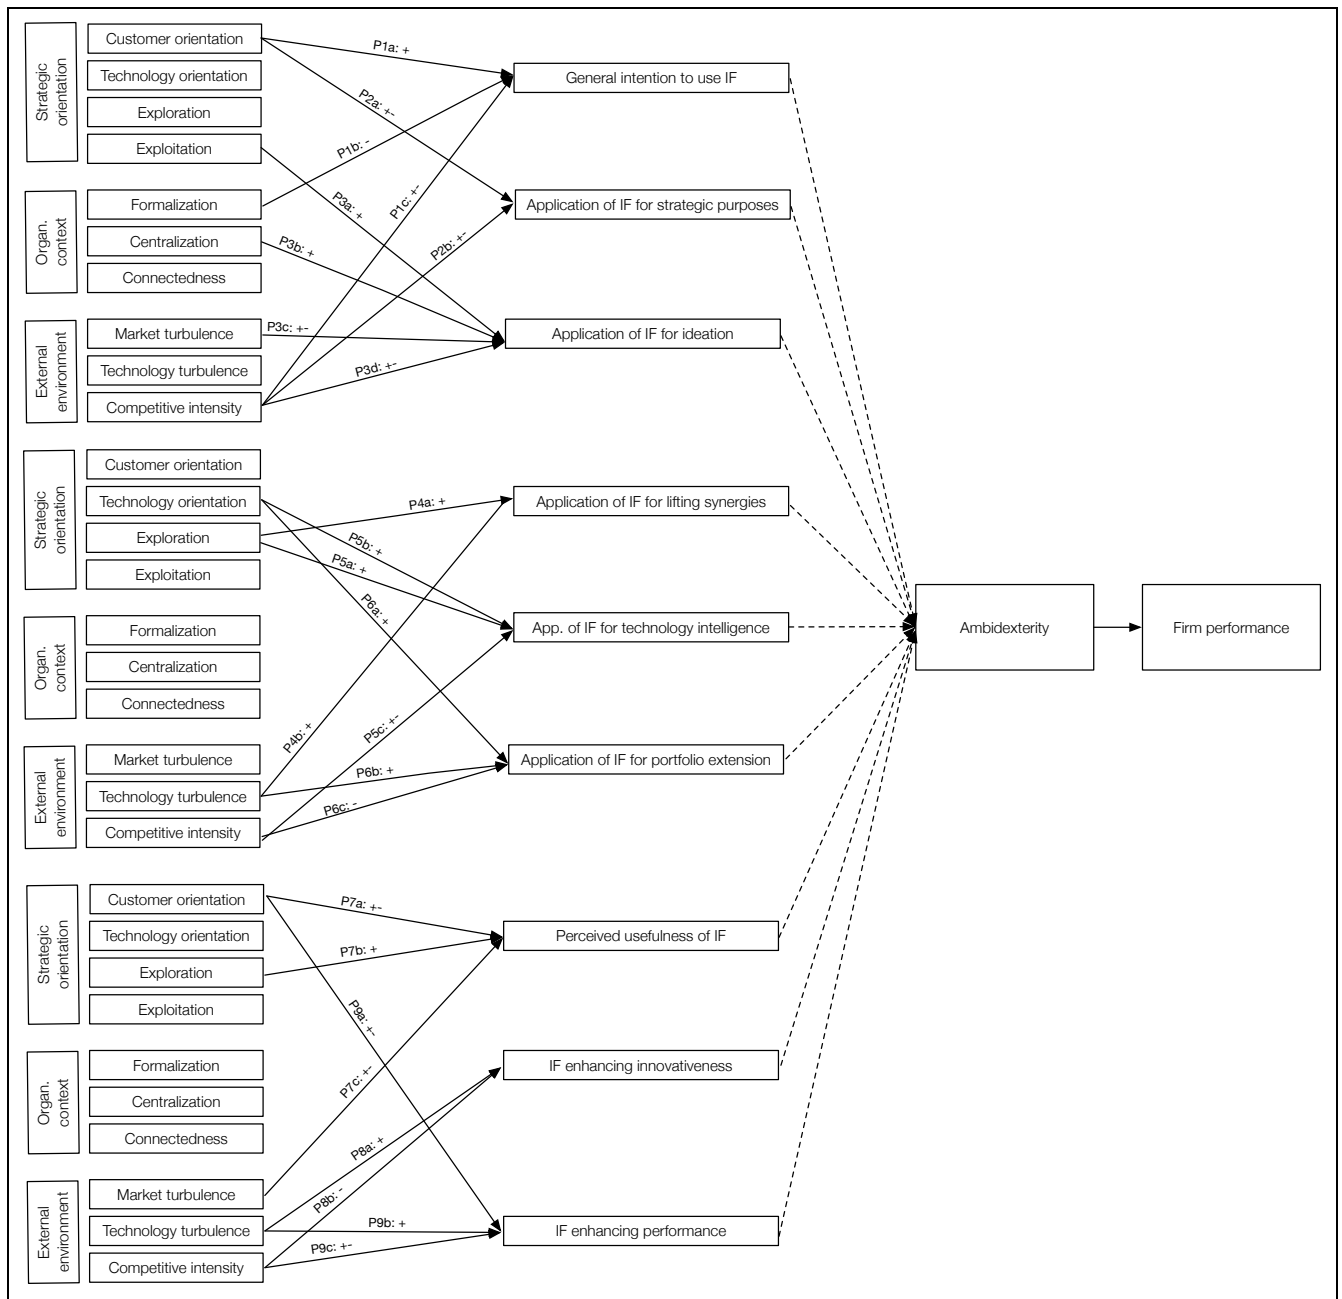 Strategic
orientation
Customer orientation
Technology orientation
Exploration
Exploitation
Organ.
context
Formalization
Centralization
Connectedness
External
environment
Market turbulence
Technology turbulence
Competitive intensity
P1a: +
P2a: +-
P1b: -
P3a: +
P1c: +-
P3b: +
P2b: +-
P3c: +-
P3d: +-
General intention to use IF
Application of IF for strategic purposes
Application of IF for ideation
Strategic
orientation
Customer orientation
Technology orientation
Exploration
Exploitation
Organ.
context
Formalization
Centralization
Connectedness
External
environment
Market turbulence
Technology turbulence
Competitive intensity
P4a: +
P5b: +
P5a: +
P6a: +
P4b: +
P5c: +-
P6b: +
P6c: -
Application of IF for lifting synergies
App. of IF for technology intelligence
Application of IF for portfolio extension
Ambidexterity
Firm performance
Strategic
orientation
Customer orientation
Technology orientation
Exploration
Exploitation
Organ.
context
Formalization
Centralization
Connectedness
External
environment
Market turbulence
Technology turbulence
Competitive intensity
P7a: +-
P7b: +
P9a: +-
P7c: +-
P8a: +
P8b: -
P9b: +
P9c: +-
Perceived usefulness of IF
IF enhancing innovativeness
IF enhancing performance